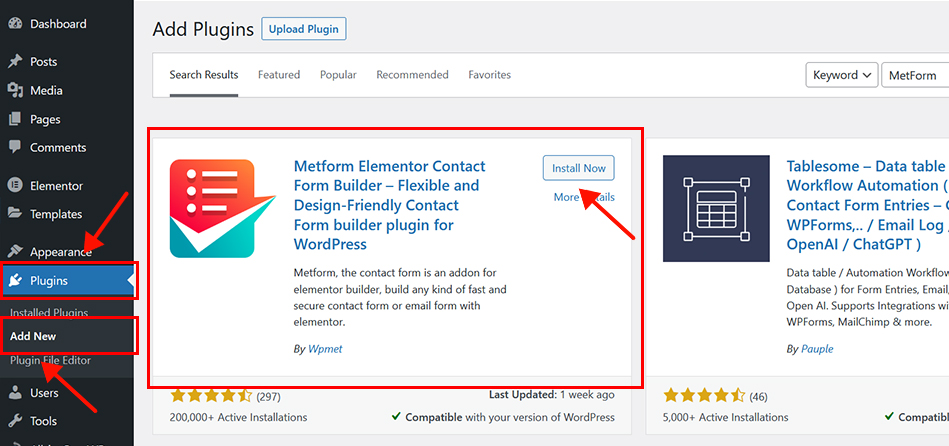 Dashboard
Posts
Media
Pages
Comments
Elementor
Templates
Appearance
Plugins
Installed Plugins
Add New
Plugin File Editor
Users
Tools
Add Plugins
Upload Plugin
Search Results
Featured
Popular
Recommended
Favorites
Keyword
MetForm
Metform Elementor Contact
Form Builder – Flexible and
Design-Friendly Contact
Form builder plugin for
WordPress
Install Now
More Details
Metform, the contact form is an addon for
elementor builder, build any kind of fast and
secure contact form or email form with
elementor.
By Wpmet
(297)
200,000+ Active Installations
Last Updated: 1 week ago
Compatible with your version of WordPress
Tablesome – Data table
Workflow Automation (
Contact Form Entries – C
WPForms,.. / Email Log /
OpenAI / ChatGPT )
Data table / Automation Workflow
Database ) for Form Entries, Email,
Open AI. Supports Integrations wi
WPForms, MailChimp & more.
By Pauple
(46)
5,000+ Active Installations
Compatible